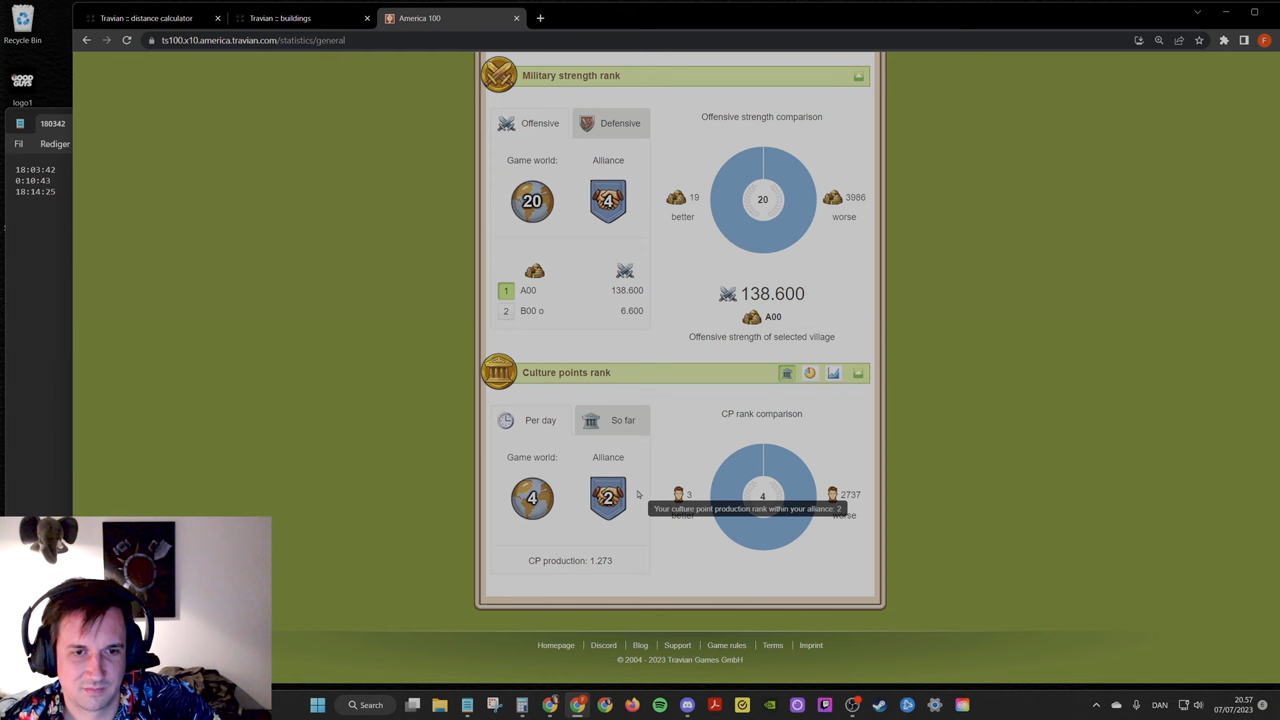 Recycle Bin
GOOD
GUYS
logo1
180342
Fil Rediger
18:03:42
0:10:43
18:14:25
Travian :: distance calculator
Travian :: buildings
America 100
ts100.x10.america.travian.com/statistics/general
F
Military strength rank
Offensive
Defensive
Game world:
Alliance
20
4
1 A00 138.600
2 B00 o 6.600
Offensive strength comparison
19
better
20
3986
worse
138.600
A00
Offensive strength of selected village
Culture points rank
Per day
So far
Game world:
Alliance
4
2
CP production: 1.273
CP rank comparison
3
4
2737
Your culture point production rank within your alliance: 2
Homepage | Discord | Blog | Support | Game rules | Terms | Imprint
© 2004 - 2023 Travian Games GmbH
Search
DAN
20.57
07/07/2023